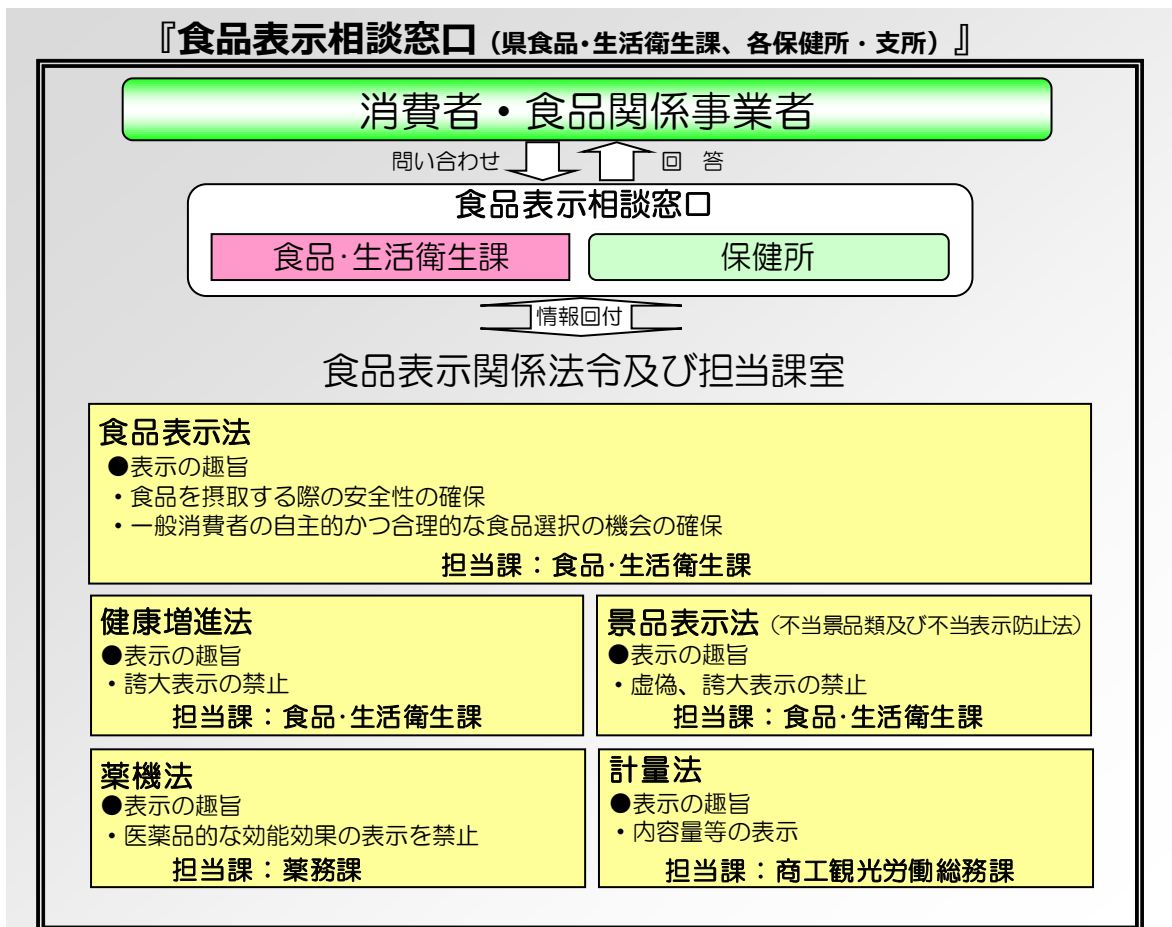 『食品表示相談窓口（県食品・生活衛生課、各保健所・支所）』
消費者・食品関係事業者
問い合わせ 回 答
食品表示相談窓口
食品・生活衛生課 保健所
情報回付
食品表示関係法令及び担当課室
食品表示法
●表示の趣旨
・食品を摂取する際の安全性の確保
・一般消費者の自主的かつ合理的な食品選択の機会の確保
担当課：食品・生活衛生課
健康増進法
●表示の趣旨
・誇大表示の禁止
担当課：食品・生活衛生課
景品表示法（不当景品類及び不当表示防止法）
●表示の趣旨
・虚偽、誇大表示の禁止
担当課：食品・生活衛生課
薬機法
●表示の趣旨
・医薬品的な効能効果の表示を禁止
担当課：薬務課
計量法
●表示の趣旨
・内容量等の表示
担当課：商工観光労働総務課